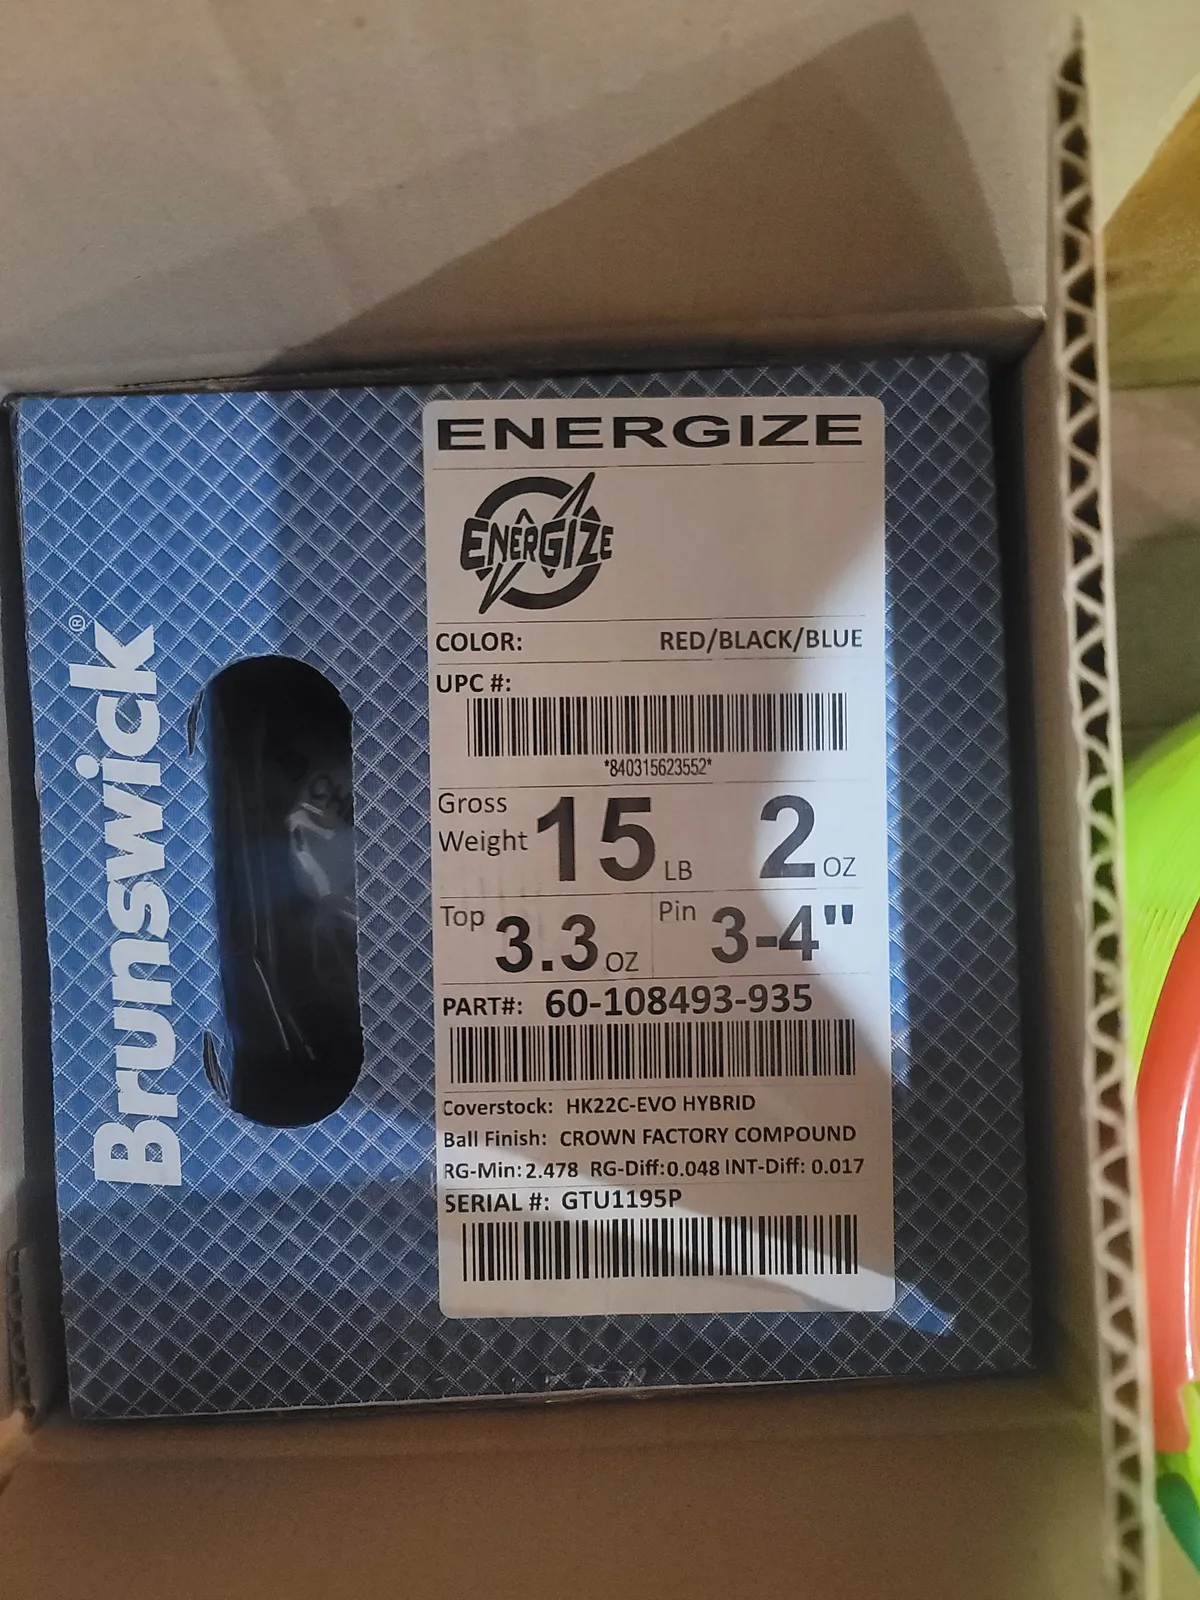 Brunswick®
ENERGIZE
ENERGIZE
COLOR: RED/BLACK/BLUE
UPC #:
*840315623552*
Gross Weight 15 LB 2 OZ
Top 3.3 OZ Pin 3-4"
PART#: 60-108493-935
Coverstock: HK22C-EVO HYBRID
Ball Finish: CROWN FACTORY COMPOUND
RG-Min: 2.478 RG-Diff: 0.048 INT-Diff: 0.017
SERIAL #: GTU1195P